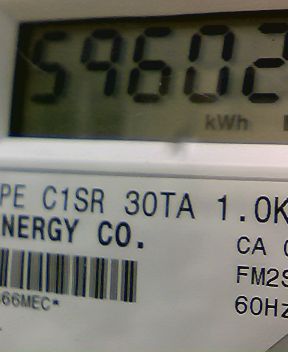 59602
kWh
PE C1SR 30TA 1.0K
NERGY CO.
CA
FM2S
66MEC*
60Hz